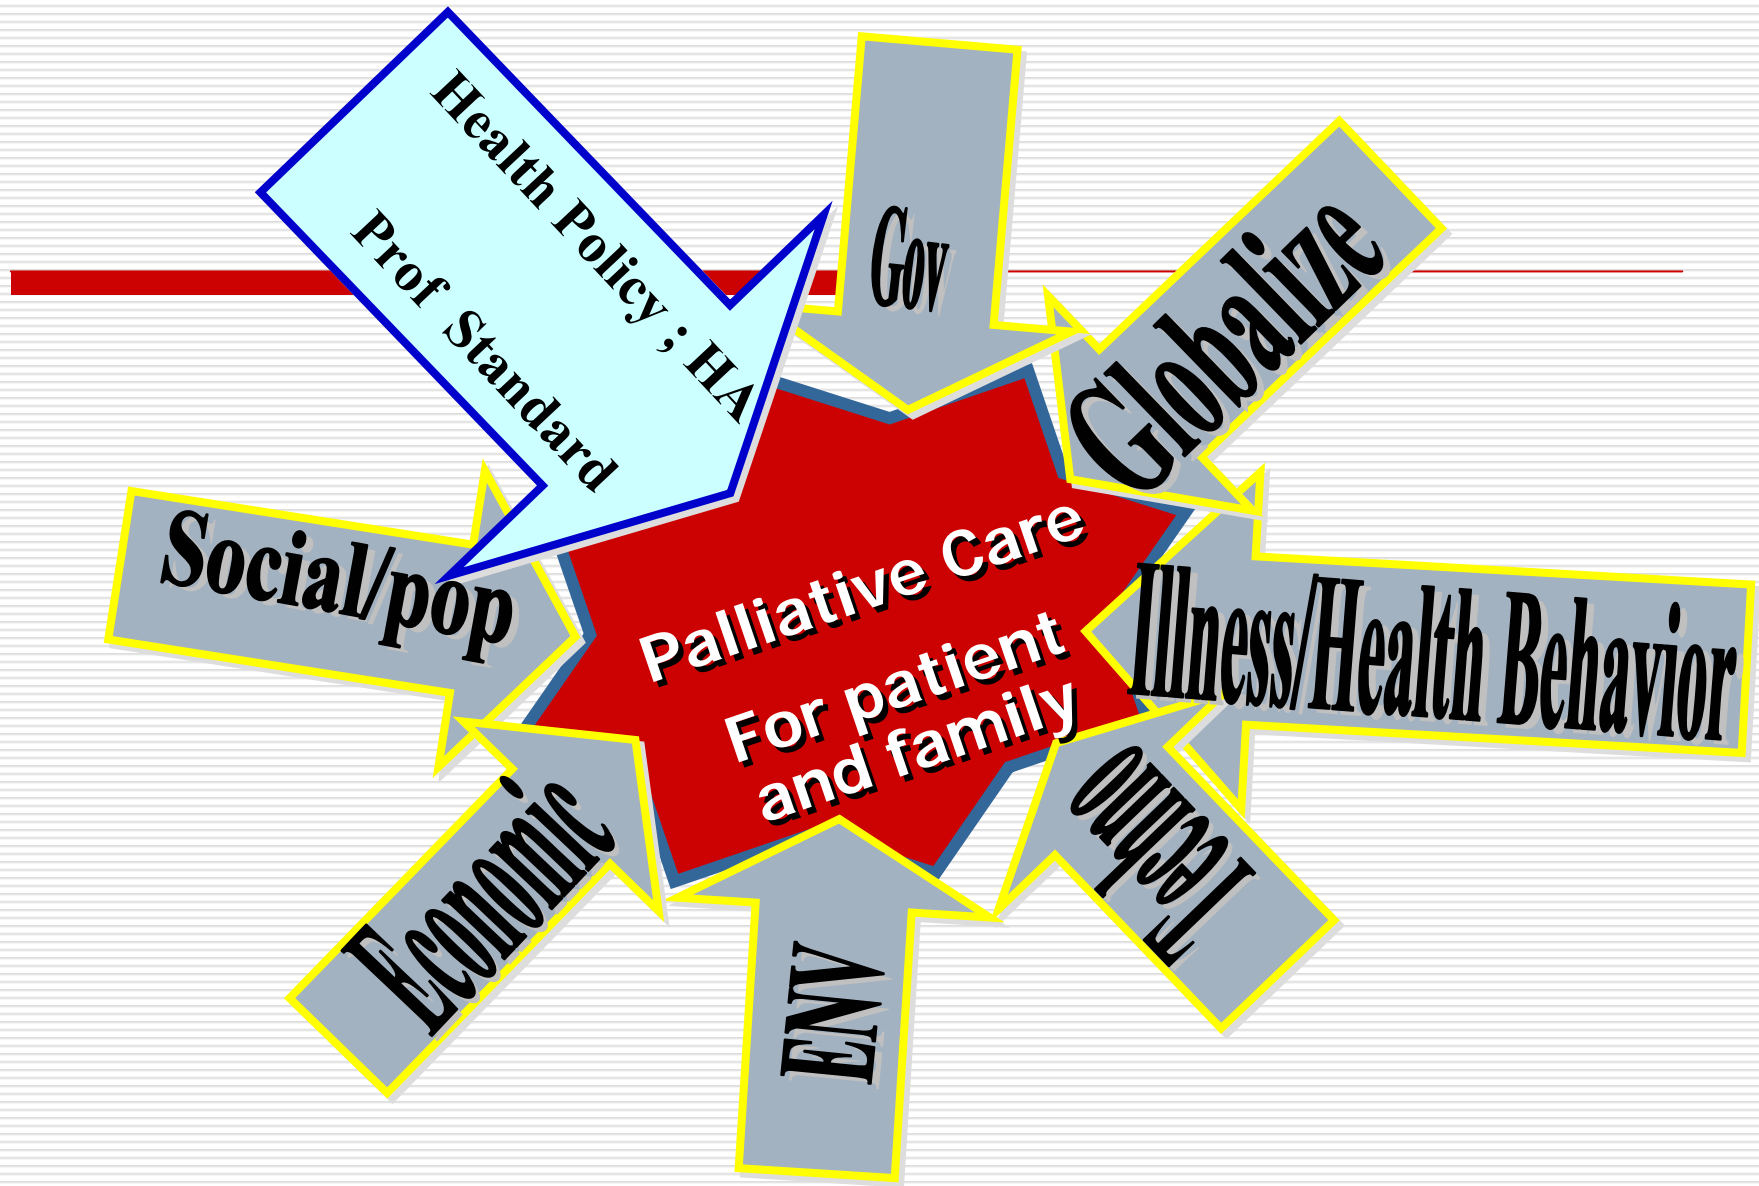 Health Policy ; HA
Prof Standard
Gov
Globalize
Social/pop
Palliative Care
For patient
and family
Illness/Health Behavior
Techno
Economic
ENV